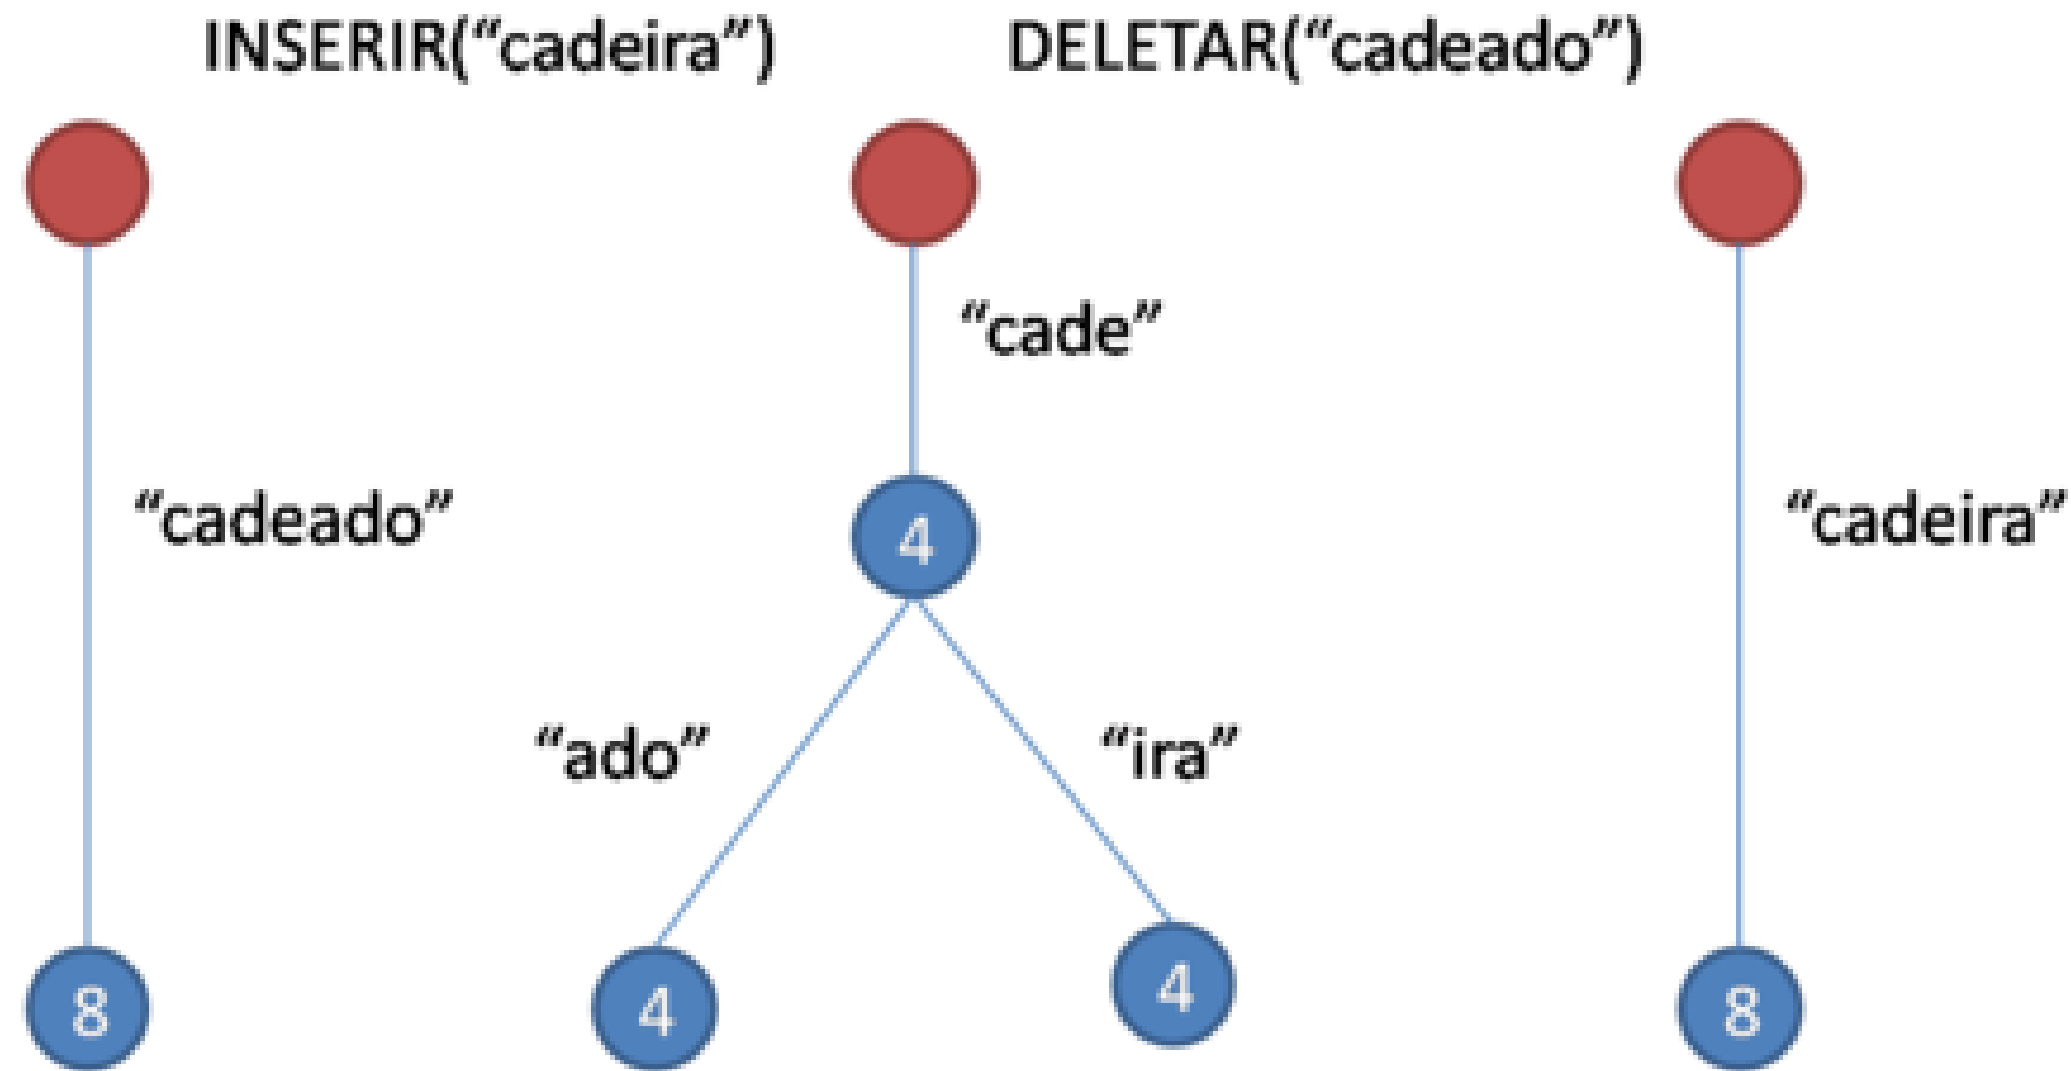 INSERIR(“cadeira”)
DELETAR(“cadeado”)
“cade”
“cadeado”
“cadeira”
4
“ado”
“ira”
8
4
4
8